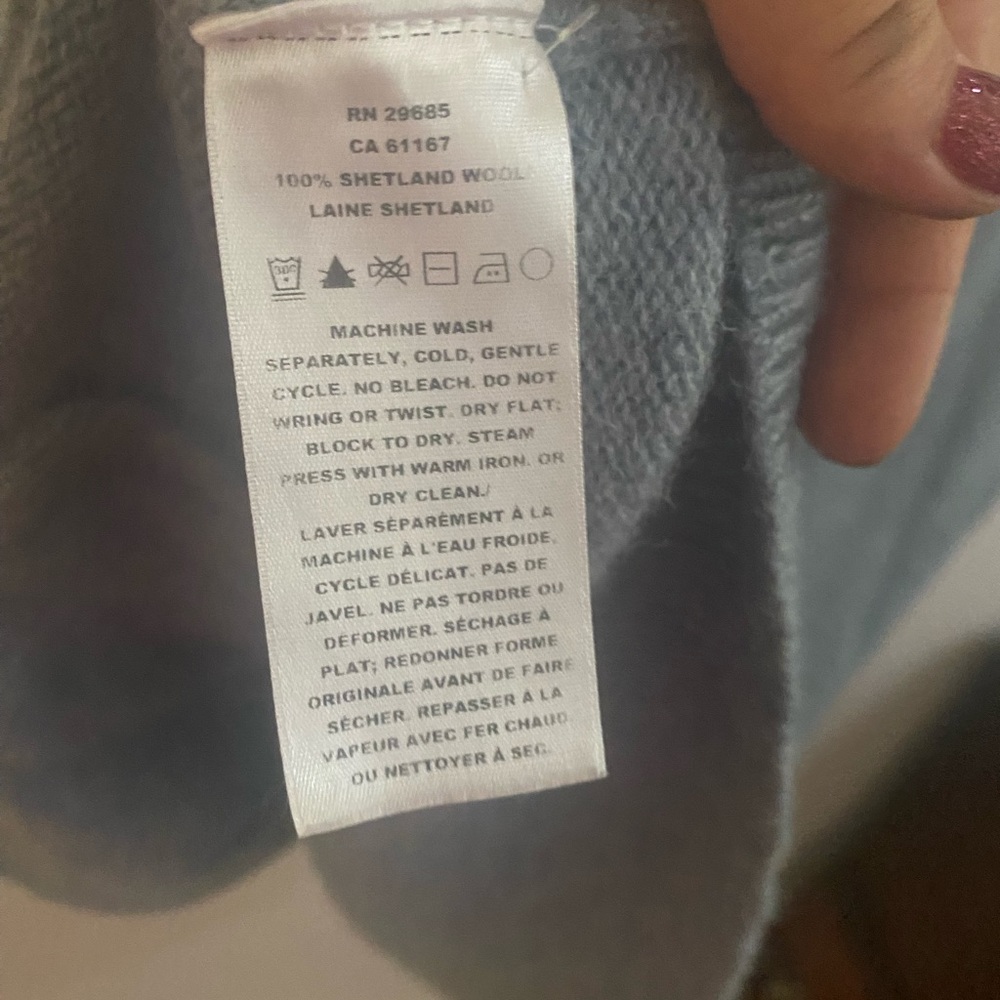 RN 29685
CA 61167
100% SHETLAND WOOL
LAINE SHETLAND
30C
MACHINE WASH
SEPARATELY, COLD, GENTLE
CYCLE. NO BLEACH. DO NOT
WRING OR TWIST. DRY FLAT;
BLOCK TO DRY. STEAM
PRESS WITH WARM IRON. OR
DRY CLEAN./
LAVER SÉPARÉMENT À LA
MACHINE À L'EAU FROIDE,
CYCLE DÉLICAT. PAS DE
JAVEL. NE PAS TORDRE OU
DÉFORMER. SÉCHAGE À
PLAT; REDONNER FORME
ORIGINALE AVANT DE FAIRE
SÉCHER. REPASSER À LA
VAPEUR AVEC FER CHAUD.
OU NETTOYER À SEC.